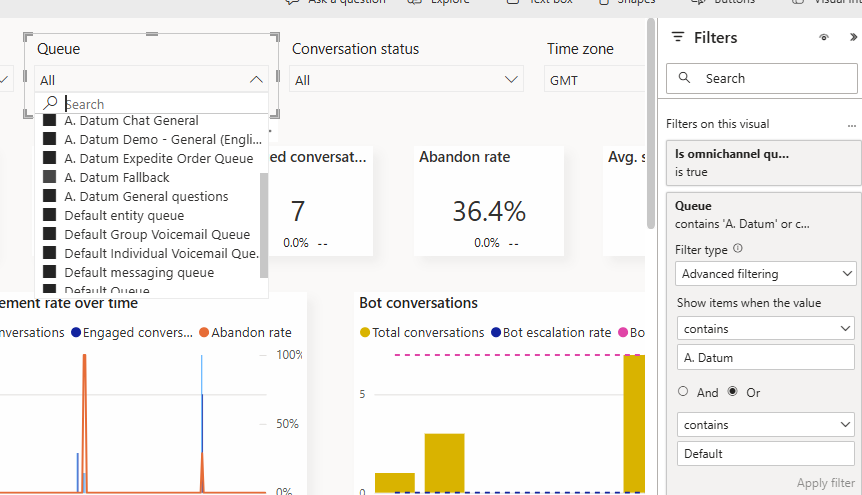 Ask a question Explore Text box Shapes Buttons
Queue
All
Search
A. Datum Chat General
A. Datum Demo - General (Engli...
A. Datum Expedite Order Queue
A. Datum Fallback
A. Datum General questions
Default entity queue
Default Group Voicemail Queue
Default Individual Voicemail Que...
Default messaging queue
Default Queue
Conversation status
All
Time zone
GMT
ed conversat...
7
0.0% --
Abandon rate
36.4%
0.0% --
Avg. s
ement rate over time
nversations Engaged convers... Abandon rate
100%
50%
0%
Bot conversations
Total conversations Bot escalation rate Bo
5
0
Filters
Search
Filters on this visual ...
Is omnichannel qu...
is true
Queue
contains 'A. Datum' or c...
Filter type
Advanced filtering
Show items when the value
contains
A. Datum
And Or
contains
Default
Apply filter